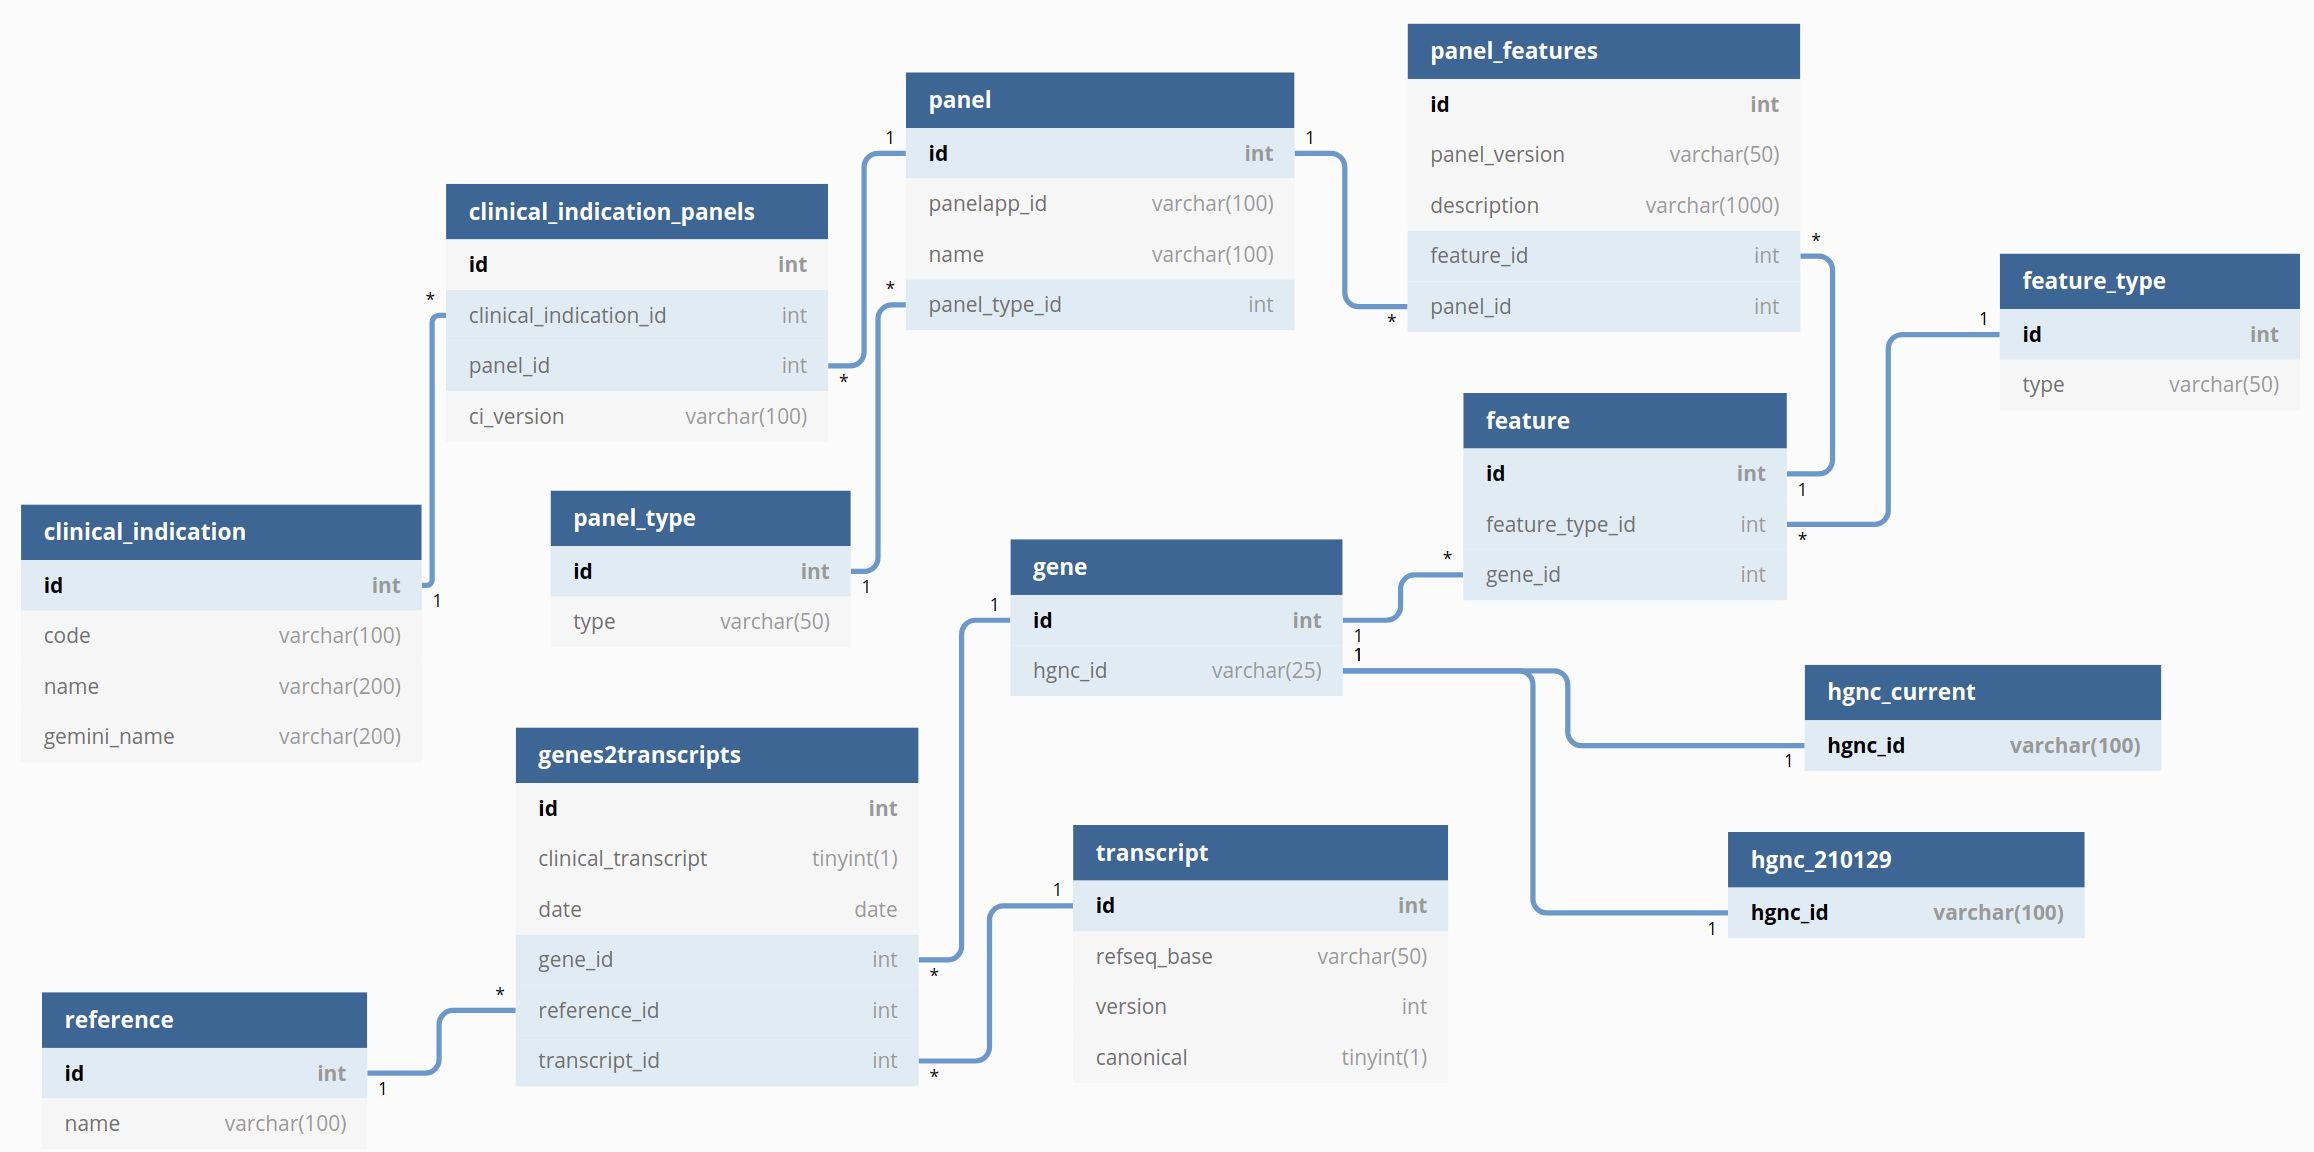 panel_features
id int
panel_version varchar(50)
description varchar(1000)
feature_id int
panel_id int
*
*
panel
id int
panelapp_id varchar(100)
name varchar(100)
panel_type_id int
1
1
*
clinical_indication_panels
id int
clinical_indication_id int
panel_id int
ci_version varchar(100)
*
*
feature_type
id int
type varchar(50)
1
feature
id int
feature_type_id int
gene_id int
1
*
*
clinical_indication
id int
code varchar(100)
name varchar(200)
gemini_name varchar(200)
1
panel_type
id int
type varchar(50)
1
gene
id int
hgnc_id varchar(25)
1
1
1
hgnc_current
hgnc_id varchar(100)
1
genes2transcripts
id int
clinical_transcript tinyint(1)
date date
gene_id int
reference_id int
transcript_id int
*
*
*
transcript
id int
refseq_base varchar(50)
version int
canonical tinyint(1)
1
hgnc_210129
hgnc_id varchar(100)
1
reference
id int
name varchar(100)
1